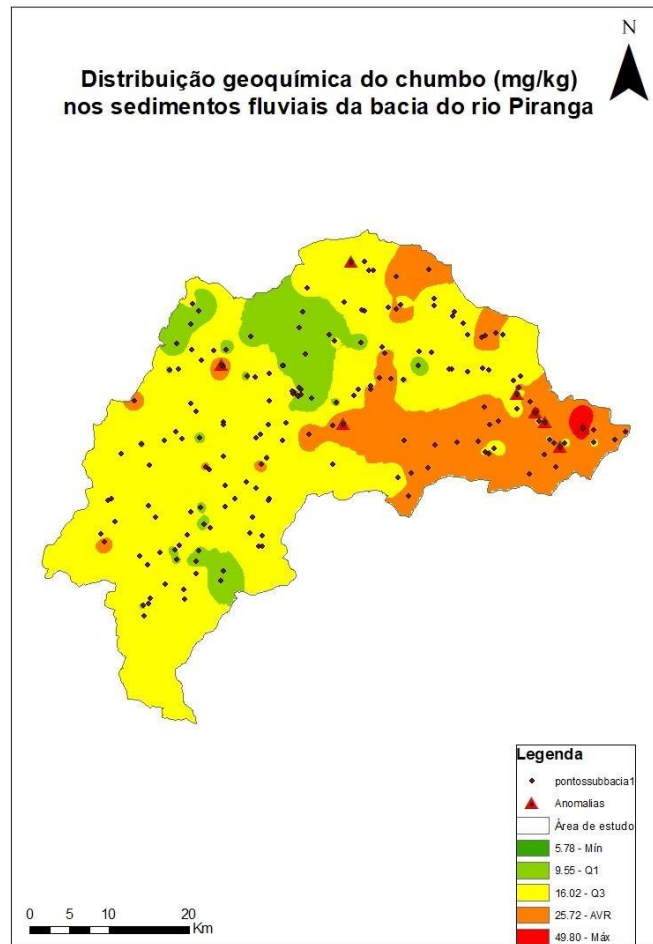 N
Distribuição geoquímica do chumbo (mg/kg)
nos sedimentos fluviais da bacia do rio Piranga
Legenda
pontossubbacia1
Anomalias
Área de estudo
5.78 - Mín
9.55 - Q1
16.02 - Q3
25.72 - AVR
49.80 - Máx
0 5 10 20
Km